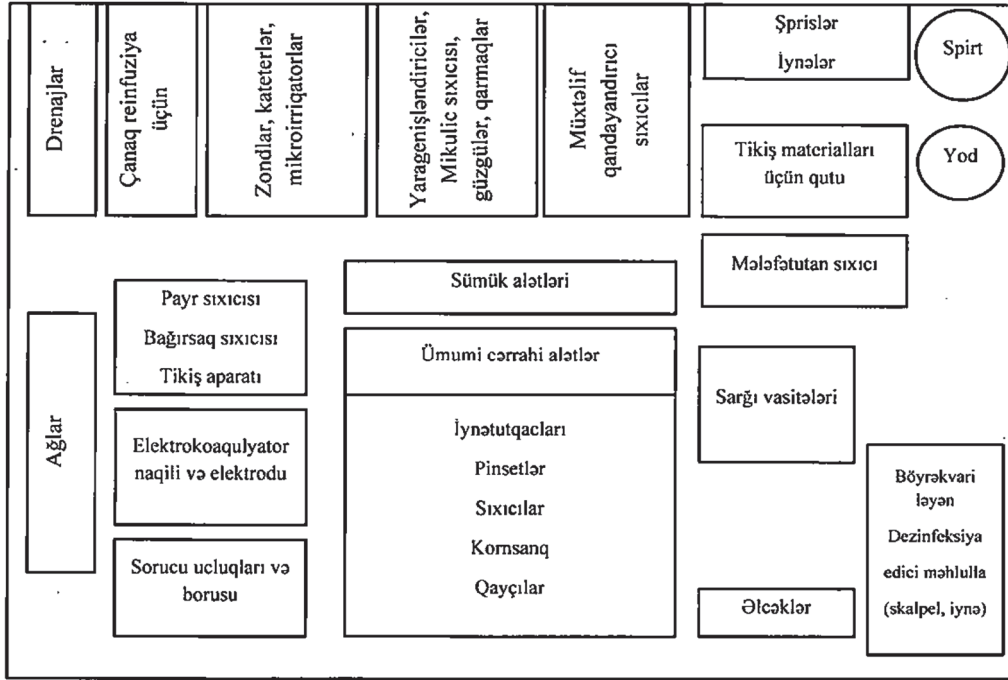 Drenajlar
Çanaq reinfuziya
üçün
Zondlar, kateterlər,
mikroirriqatorlar
Yaragenişləndiricilər,
Mikulic sıxıcısı,
güzgülər, qarmaqlar
Müxtəlif
qandayandırıcı
sıxıcılar
Şprislər
İynələr
Spirt
Tikiş materialları
üçün qutu
Yod
Mələfətutan sıxıcı
Sümük alətləri
Payr sıxıcısı
Bağırsaq sıxıcısı
Tikiş aparatı
Ağlar
Ümumi cərrahi alətlər
İynətutqacları
Pinsetlər
Sıxıcılar
Kornsanq
Qayçılar
Sarğı vasitələri
Elektrokoaqulyator
naqili və elektrodu
Sorucu ucluqları və
borusu
Əlcəklər
Böyrəkvari
ləyən
Dezinfeksiya
edici məhlulla
(skalpel, iynə)